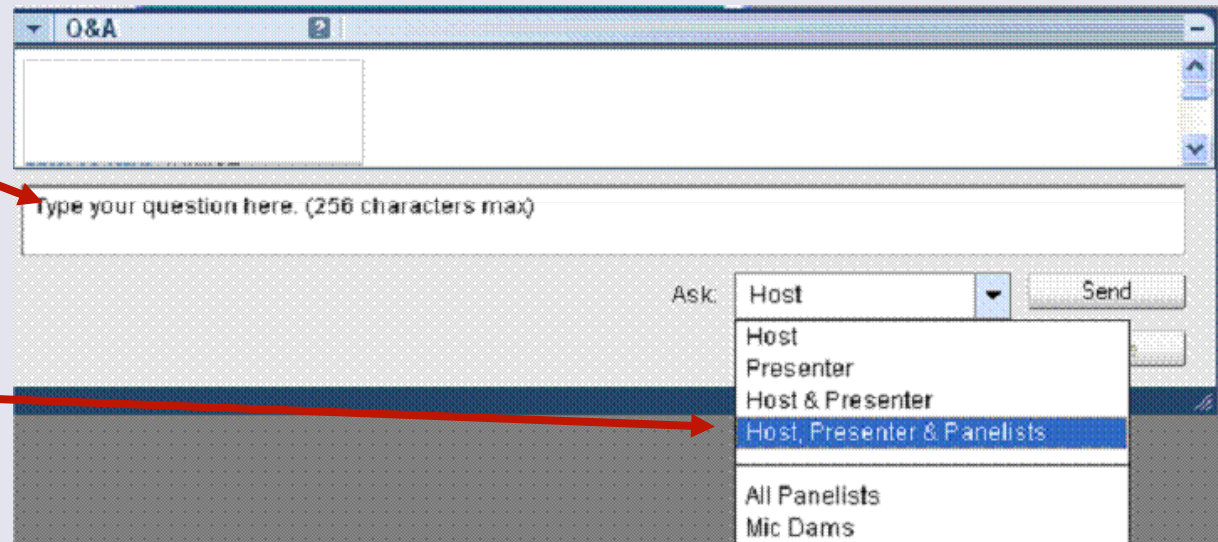 Q&A ?
Type your question here. (256 characters max)
Ask: Host Send
Host
Presenter
Host & Presenter
Host, Presenter & Panelists
All Panelists
Mic Dams